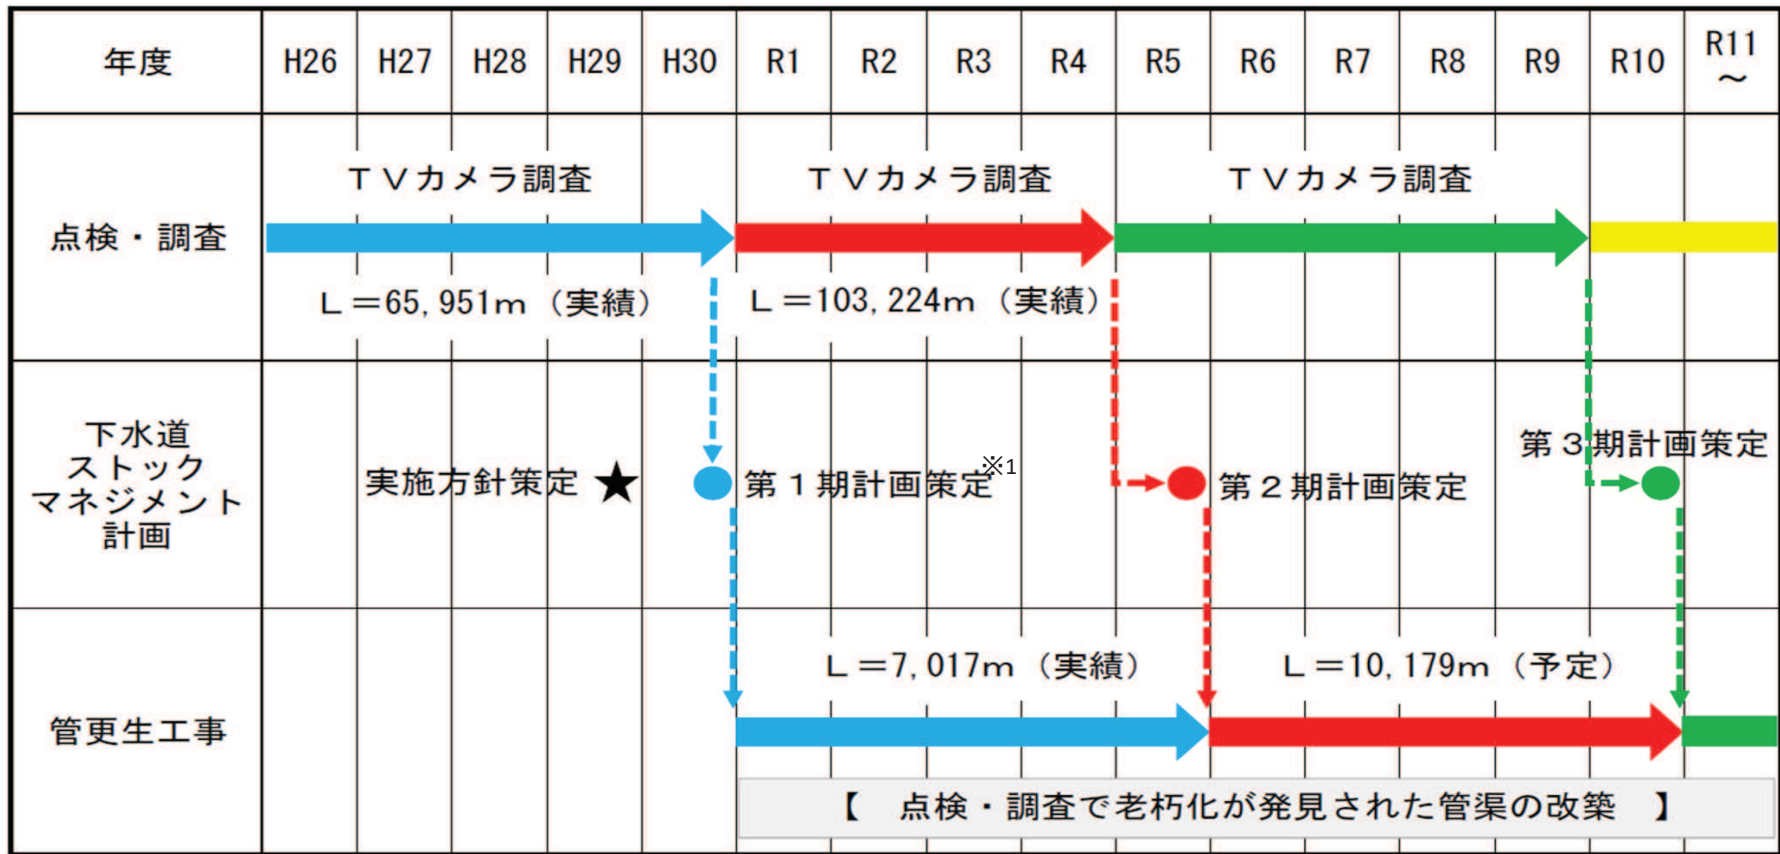 年度 H26 H27 H28 H29 H30 R1 R2 R3 R4 R5 R6 R7 R8 R9 R10 R11
～
点検・調査
ＴＶカメラ調査 ＴＶカメラ調査 ＴＶカメラ調査
Ｌ＝65,951ｍ（実績） Ｌ＝103,224ｍ（実績）
下水道
ストック
マネジメント
計画
実施方針策定 ★ 第１期計画策定※1 第２期計画策定 第３期計画策定
管更生工事
Ｌ＝7,017ｍ（実績） Ｌ＝10,179ｍ（予定）
【 点検・調査で老朽化が発見された管渠の改築 】